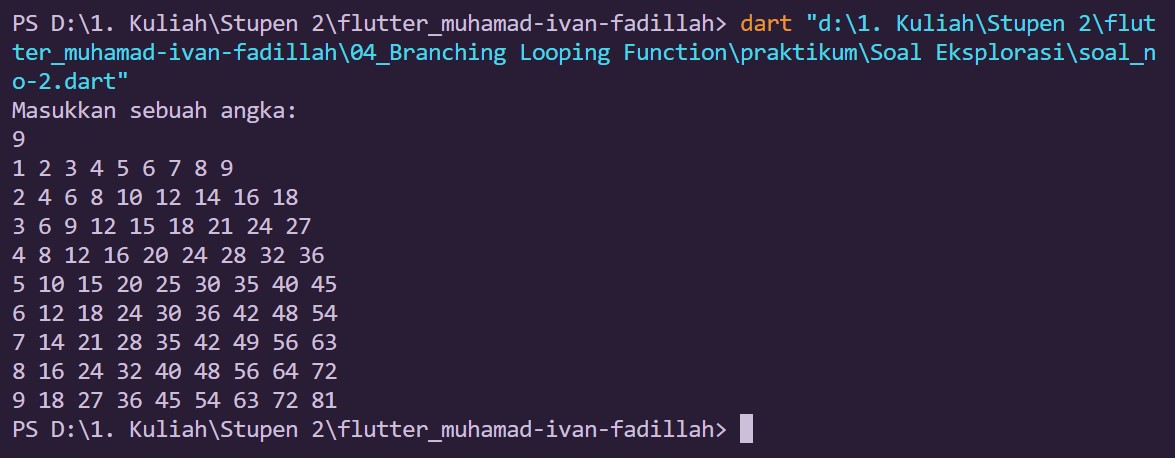 PS D:\1. Kuliah\Stupen 2\flutter_muhamad-ivan-fadillah> dart "d:\1. Kuliah\Stupen 2\flut
ter_muhamad-ivan-fadillah\04_Branching Looping Function\praktikum\Soal Eksplorasi\soal_n
o-2.dart"
Masukkan sebuah angka:
9
1 2 3 4 5 6 7 8 9
2 4 6 8 10 12 14 16 18
3 6 9 12 15 18 21 24 27
4 8 12 16 20 24 28 32 36
5 10 15 20 25 30 35 40 45
6 12 18 24 30 36 42 48 54
7 14 21 28 35 42 49 56 63
8 16 24 32 40 48 56 64 72
9 18 27 36 45 54 63 72 81
PS D:\1. Kuliah\Stupen 2\flutter_muhamad-ivan-fadillah>